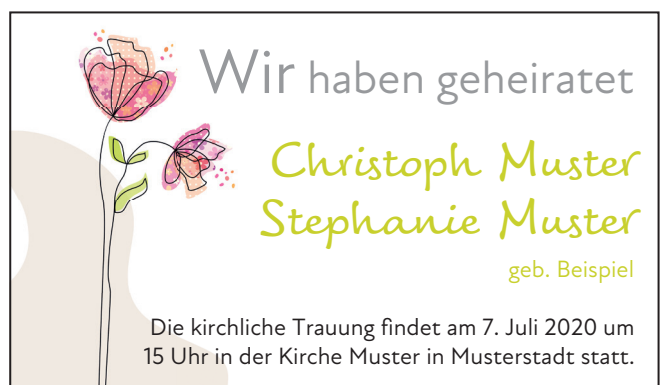 Wir haben geheiratet
Christoph Muster
Stephanie Muster
geb. Beispiel
Die kirchliche Trauung findet am 7. Juli 2020 um
15 Uhr in der Kirche Muster in Musterstadt statt.